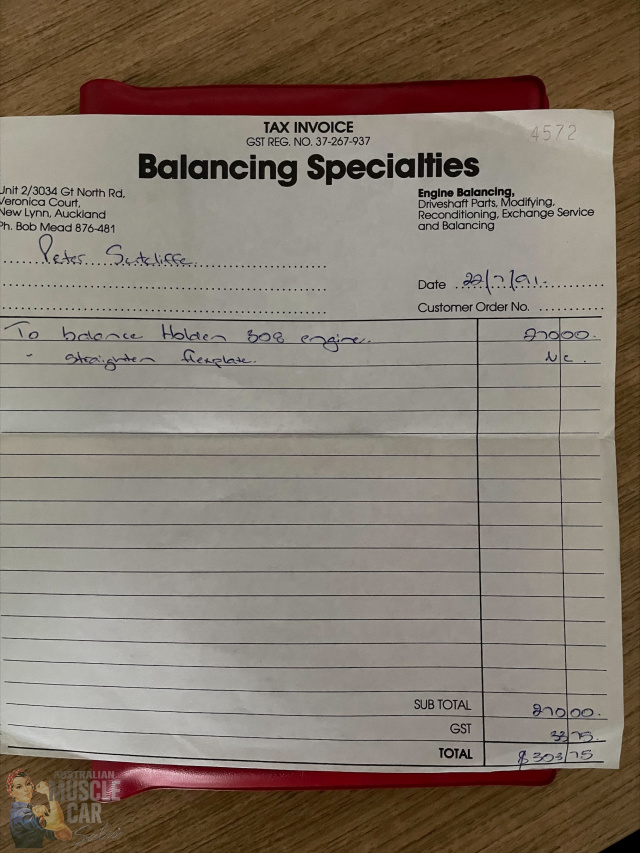 TAX INVOICE
GST REG. NO. 37-267-937
4572
Balancing Specialties
Unit 2/3034 Gt North Rd,
Veronica Court,
New Lynn, Auckland
Ph. Bob Mead 876-481
Engine Balancing,
Driveshaft Parts, Modifying,
Reconditioning, Exchange Service
and Balancing
Peter Sutcliffe
Date 22/7/91.
Customer Order No.
To balance Holden 308 engine. 270 00.
- straighten flexplate. N/C.
SUB TOTAL 270 00.
GST 33 75.
TOTAL $303 75
AUSTRALIAN
MUSCLE
CAR
Sales